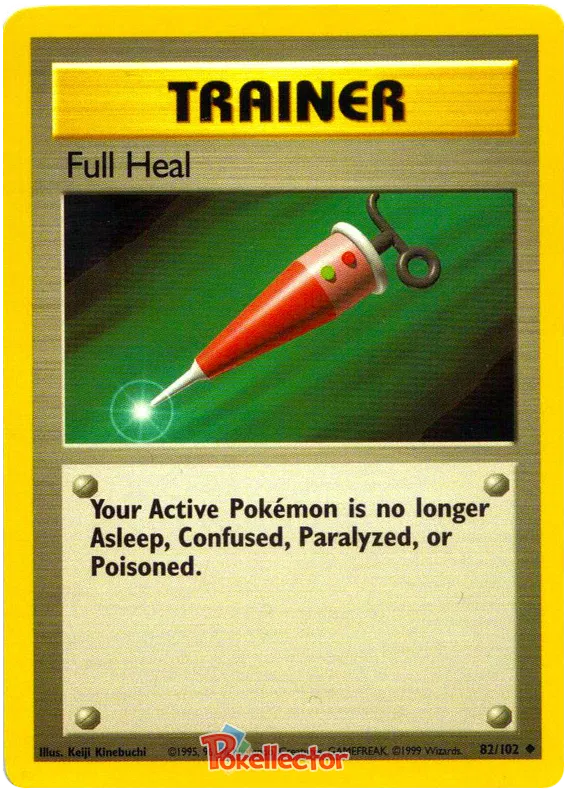 TRAINER
Full Heal
Your Active Pokémon is no longer
Asleep, Confused, Paralyzed, or
Poisoned.
Illus. Keiji Kinebuchi ©1995, GAMEFREAK, ©1999 Wizards. 82/102 ◆
Pokellector